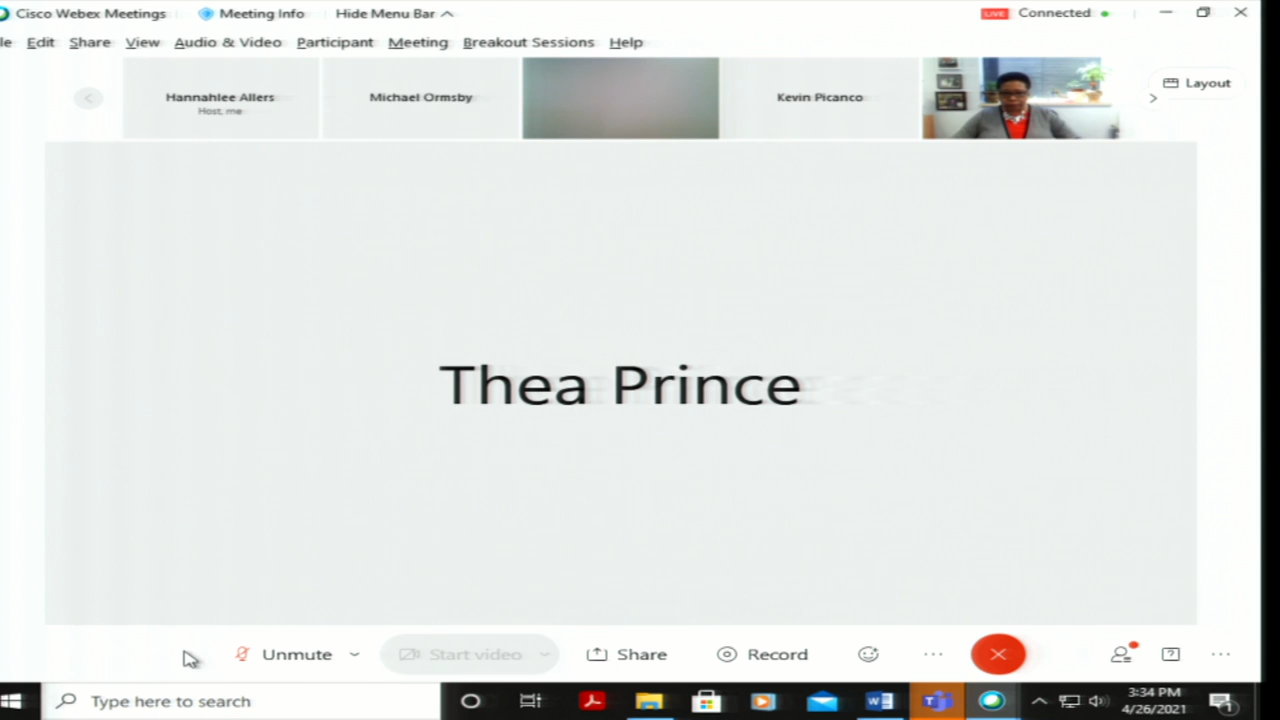 Cisco Webex Meetings Meeting Info Hide Menu Bar LIVE Connected
le Edit Share View Audio & Video Participant Meeting Breakout Sessions Help
Hannahlee Allers
Host, me
Michael Ormsby
Kevin Picanco
Layout
Thea Prince
Unmute Start video Share Record
Type here to search
3:34 PM
4/26/2021
1